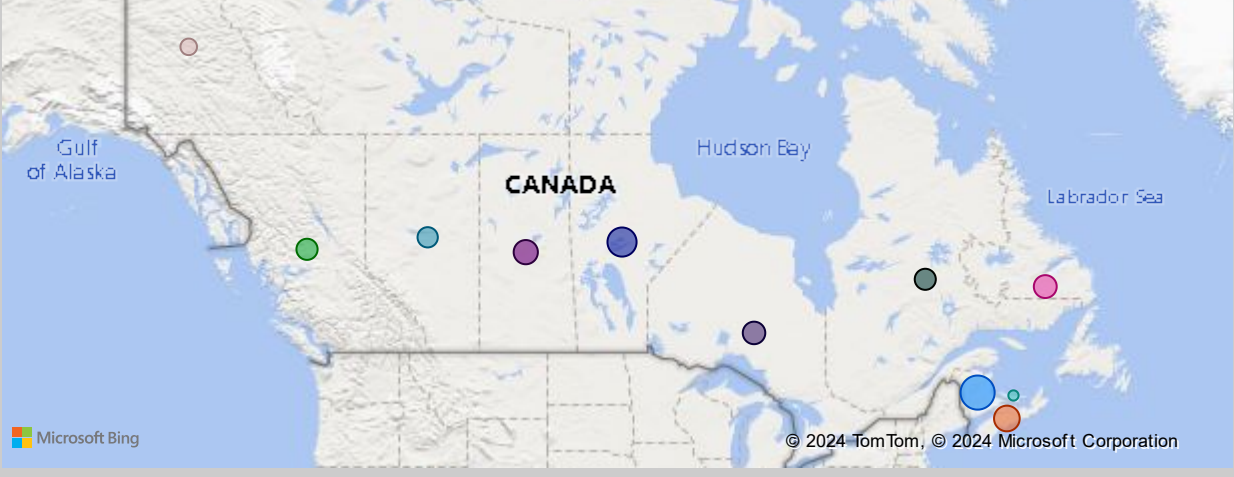 Gulf
of Alaska
Hudson Bay
CANADA
Labrador Sea
Microsoft Bing
© 2024 TomTom, © 2024 Microsoft Corporation